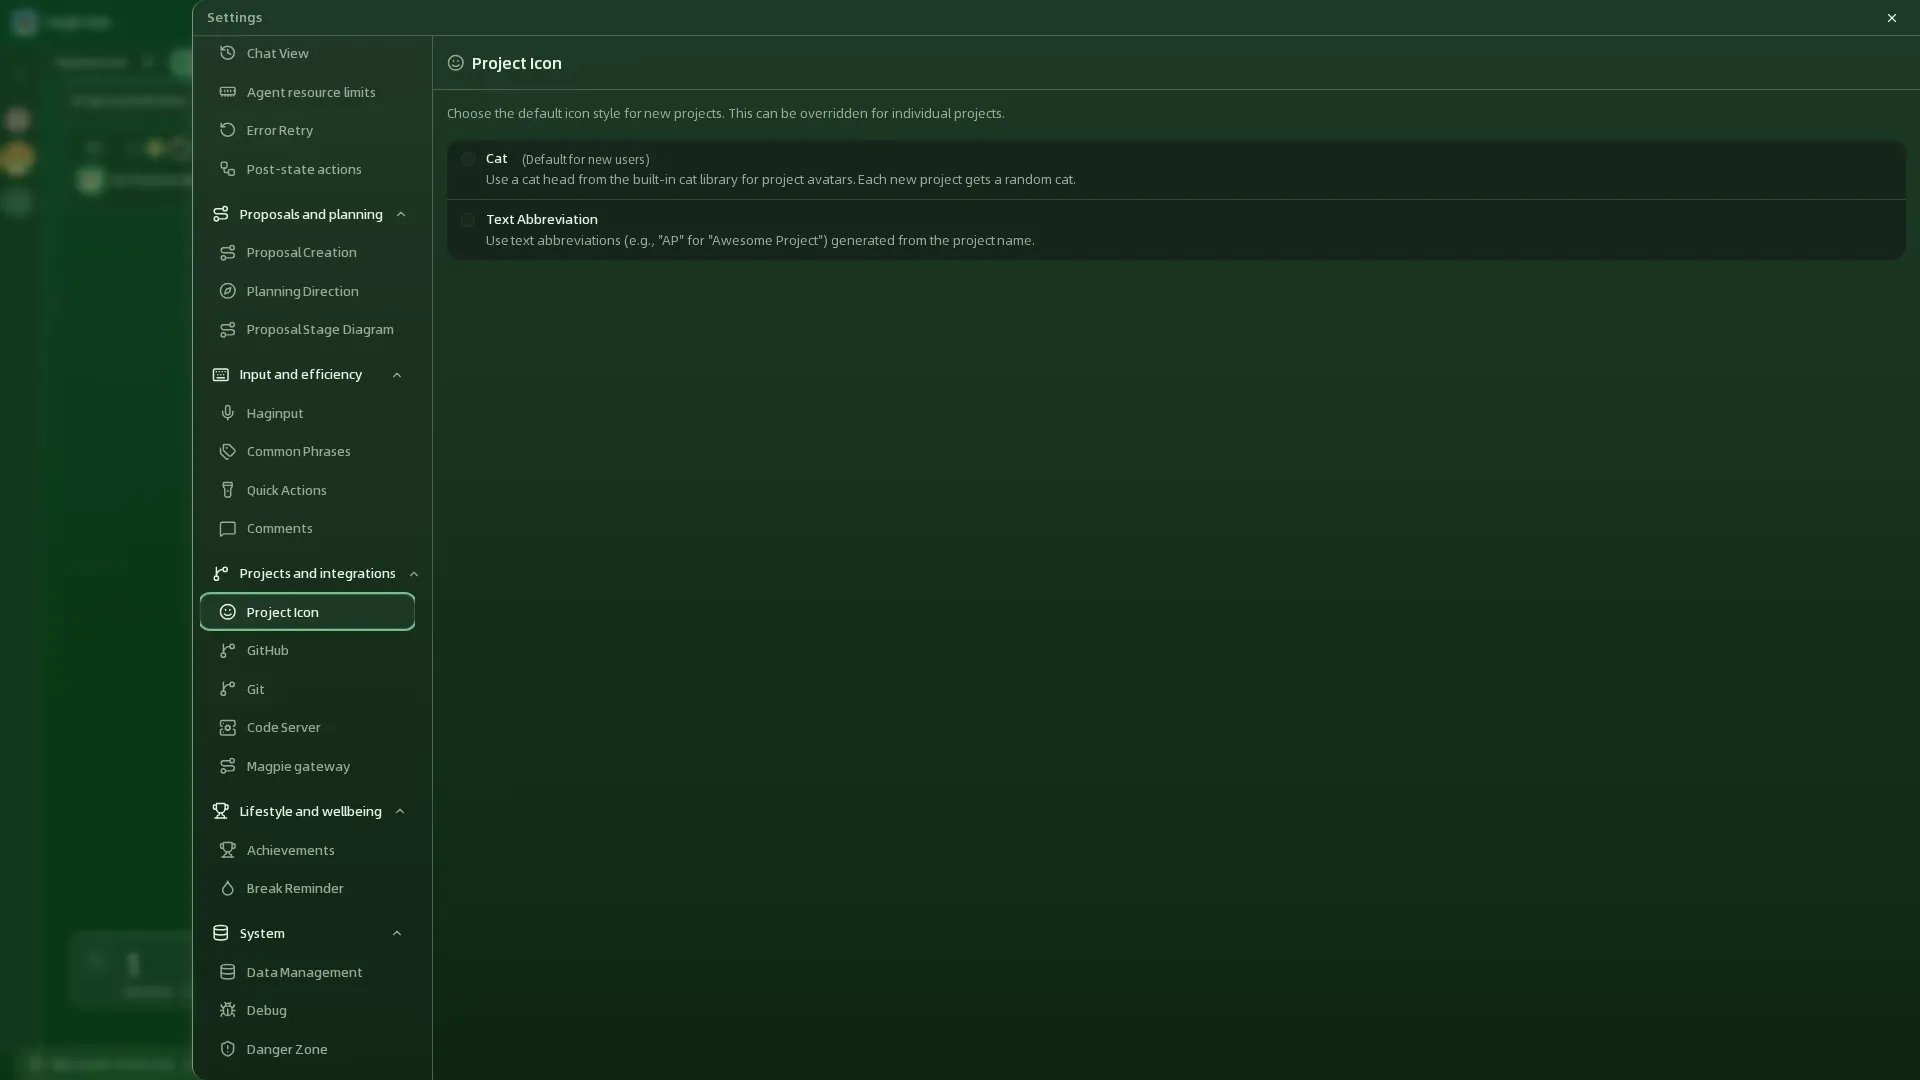 Settings
Chat View
Agent resource limits
Error Retry
Post-state actions
Proposals and planning
Proposal Creation
Planning Direction
Proposal Stage Diagram
Input and efficiency
Haginput
Common Phrases
Quick Actions
Comments
Projects and integrations
Project Icon
GitHub
Git
Code Server
Magpie gateway
Lifestyle and wellbeing
Achievements
Break Reminder
System
Data Management
Debug
Danger Zone
Project Icon
Choose the default icon style for new projects. This can be overridden for individual projects.
Cat (Default for new users)
Use a cat head from the built-in cat library for project avatars. Each new project gets a random cat.
Text Abbreviation
Use text abbreviations (e.g., "AP" for "Awesome Project") generated from the project name.